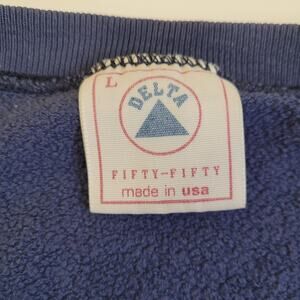 L
DELTA
FIFTY-FIFTY
made in usa